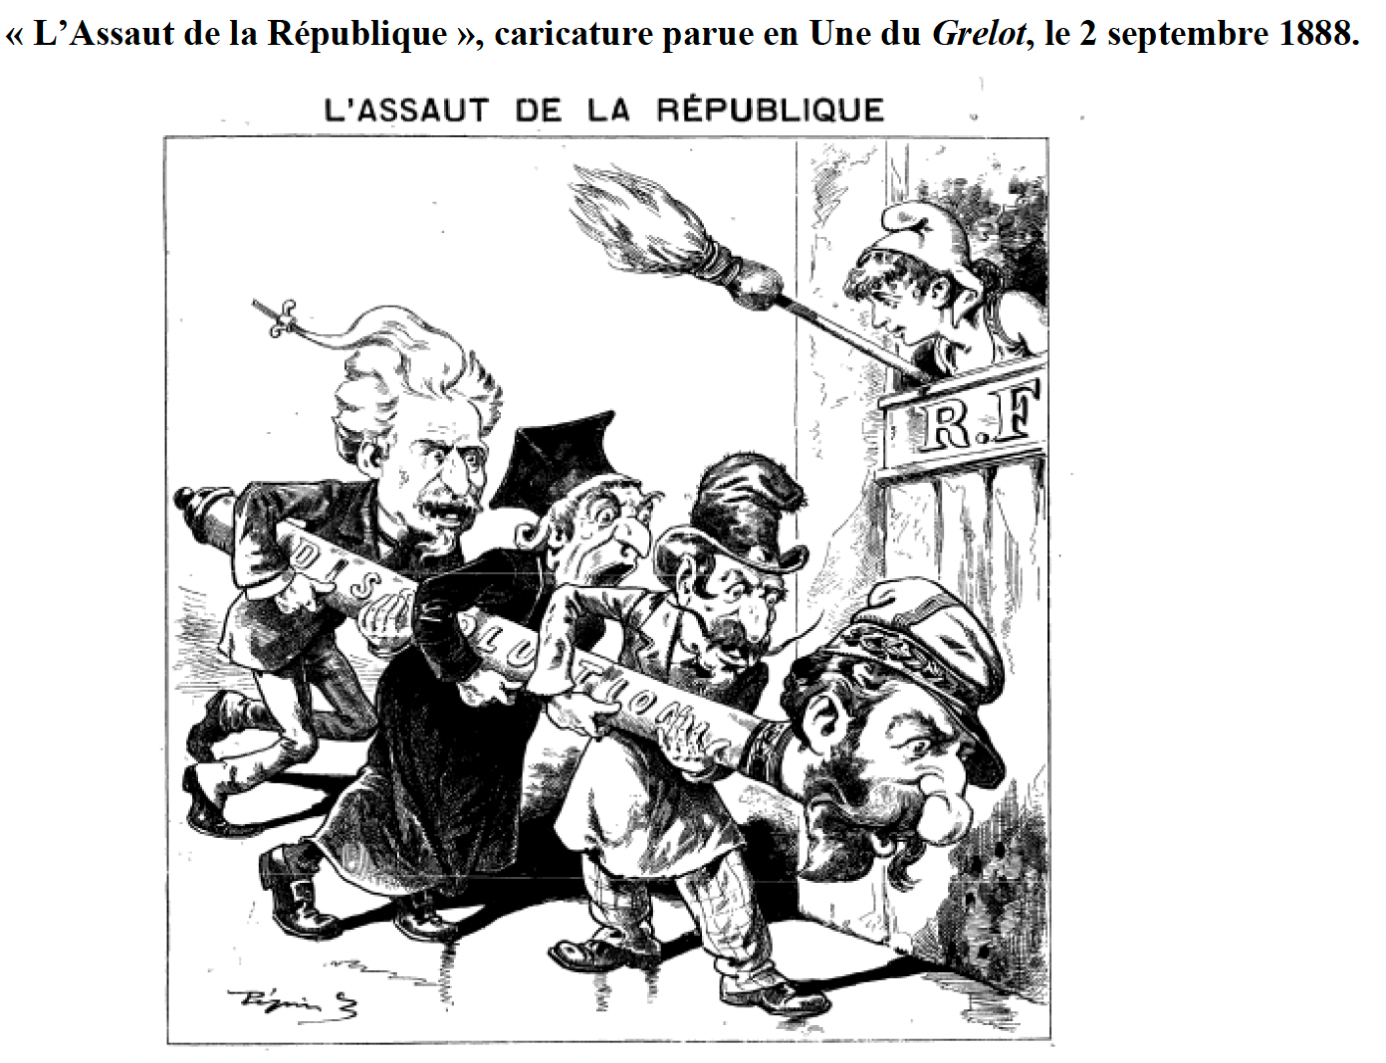 « L’Assaut de la République », caricature parue en Une du Grelot, le 2 septembre 1888.
L'ASSAUT DE LA RÉPUBLIQUE
R.F
DISSOLUTION
Pépin